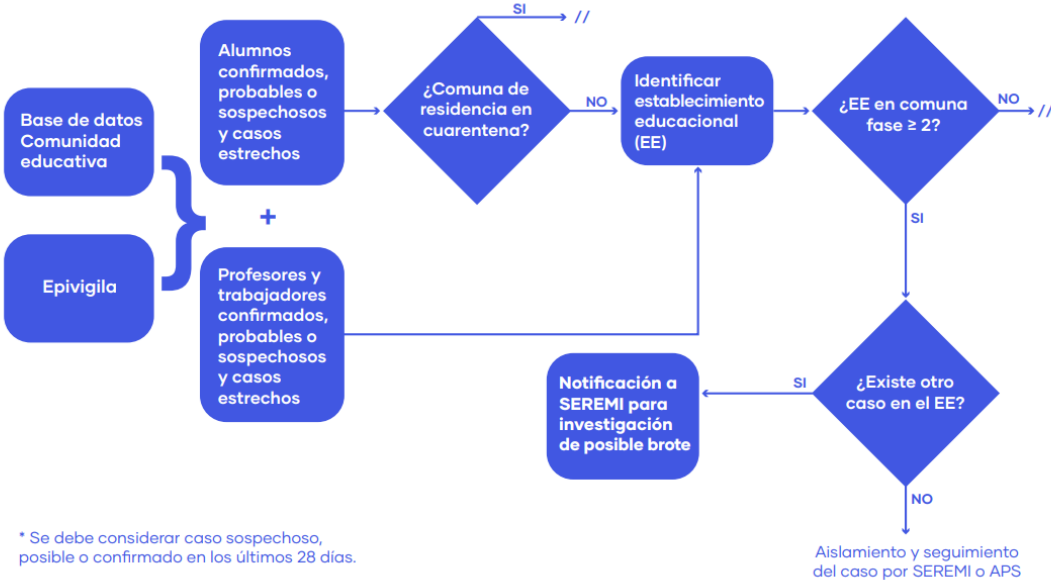 Base de datos
Comunidad
educativa
Epivigila
}
Alumnos
confirmados,
probables o
sospechosos
y casos
estrechos
+
Profesores y
trabajadores
confirmados,
probables o
sospechosos
y casos
estrechos
¿Comuna de
residencia en
cuarentena?
SI
//
NO
Identificar
establecimiento
educacional
(EE)
¿EE en comuna
fase ≥ 2?
NO
//
SI
¿Existe otro
caso en el EE?
SI
Notificación a
SEREMI para
investigación
de posible brote
NO
Aislamiento y seguimiento
del caso por SEREMI o APS
* Se debe considerar caso sospechoso,
posible o confirmado en los últimos 28 días.